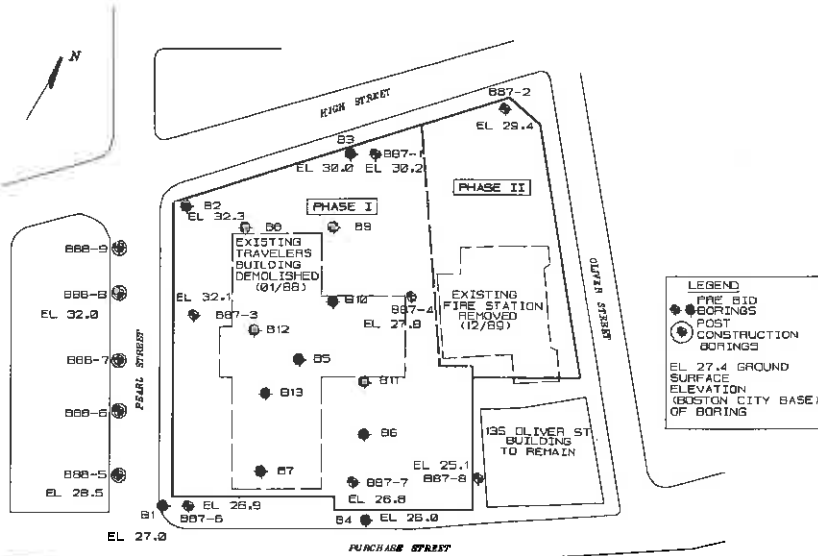 N
HIGH STREET
B87-2
EL 29.4
B3
B87-1
EL 30.0
EL 30.2
PHASE II
B2
EL 32.3
PHASE I
B8
B9
B88-9
EXISTING
TRAVELERS
BUILDING
DEMOLISHED
(01/88)
OLIVER STREET
B88-8
EL 32.0
EL 32.1
B87-3
B10
B87-4
EL 27.8
EXISTING
FIRE STATION
REMOVED
(12/89)
B12
LEGEND
PRE BID
BORINGS
POST
CONSTRUCTION
BORINGS
EL 27.4 GROUND
SURFACE
ELEVATION
(BOSTON CITY BASE)
OF BORING
PEARL STREET
B88-7
B5
B11
B13
B88-6
B6
135 OLIVER ST
BUILDING
TO REMAIN
B88-5
EL 28.5
B7
B87-7
EL 26.8
EL 25.1
B87-8
B1
EL 27.0
EL 26.9
B87-6
B4
EL 26.0
PURCHASE STREET